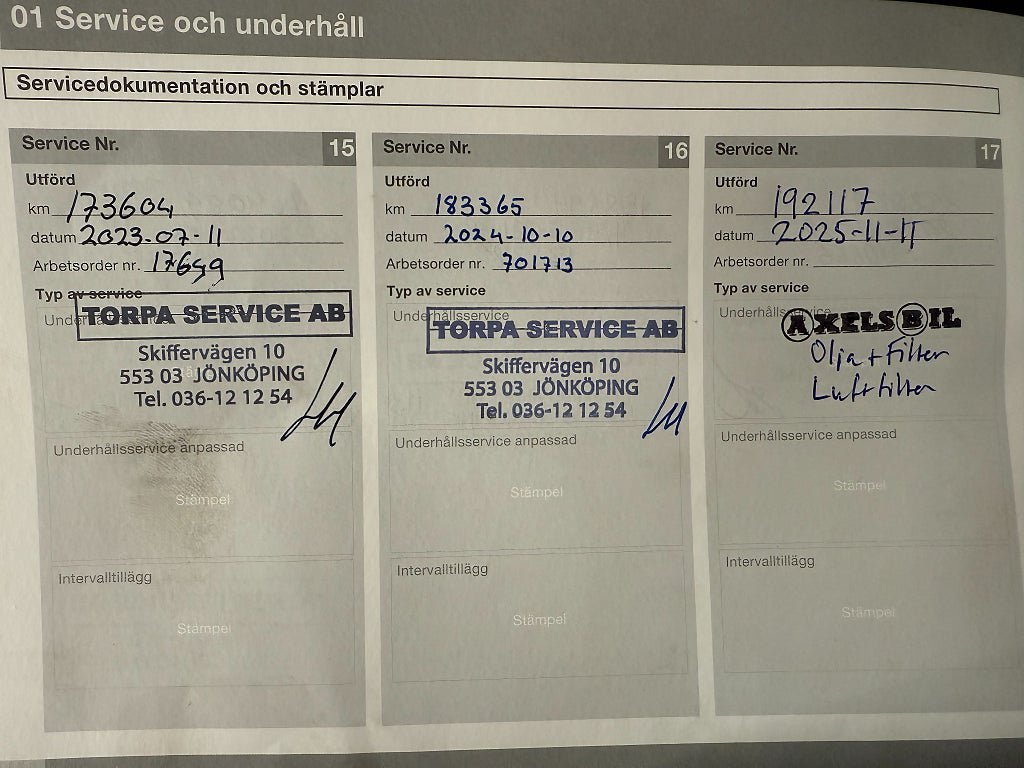 01 Service och underhåll
Servicedokumentation och stämplar
Service Nr. 15
Utförd
km 173604
datum 2023-07-11
Arbetsorder nr.
Typ av service
Underhållsservice
TORPA SERVICE AB
Skiffervägen 10
553 03 JÖNKÖPING
Tel. 036-12 12 54
Underhållsservice anpassad
Stämpel
Intervalltillägg
Stämpel
Service Nr. 16
Utförd
km 183365
datum 2024-10-10
Arbetsorder nr. 701713
Typ av service
Underhållsservice
TORPA SERVICE AB
Skiffervägen 10
553 03 JÖNKÖPING
Tel. 036-12 12 54
Underhållsservice anpassad
Stämpel
Intervalltillägg
Stämpel
Service Nr. 17
Utförd
km 192117
datum 2025-11-11
Arbetsorder nr.
Typ av service
Underhållsservice
AXELS BIL
Olja + Filter
Luftfilter
Underhållsservice anpassad
Stämpel
Intervalltillägg
Stämpel